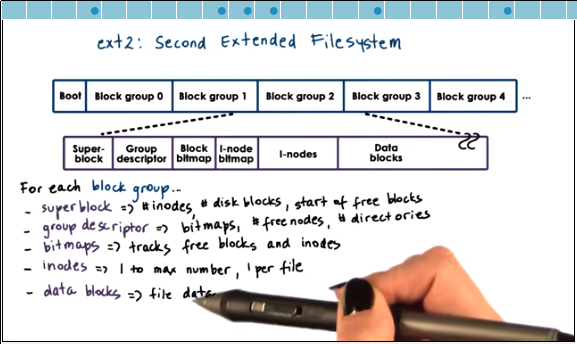 ext2: Second Extended Filesystem
Boot Block group 0 Block group 1 Block group 2 Block group 3 Block group 4 ...
Super-block Group descriptor Block bitmap I-node bitmap I-nodes Data blocks
For each block group...
- superblock => # inodes, # disk blocks, start of free blocks
- group descriptor => bitmaps, # free nodes, # directories
- bitmaps => tracks free blocks and inodes
- inodes => 1 to max number, 1 per file
- data blocks => file data